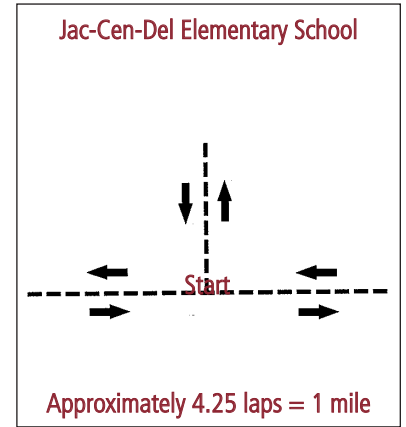 Jac-Cen-Del Elementary School
Start
Approximately 4.25 laps = 1 mile